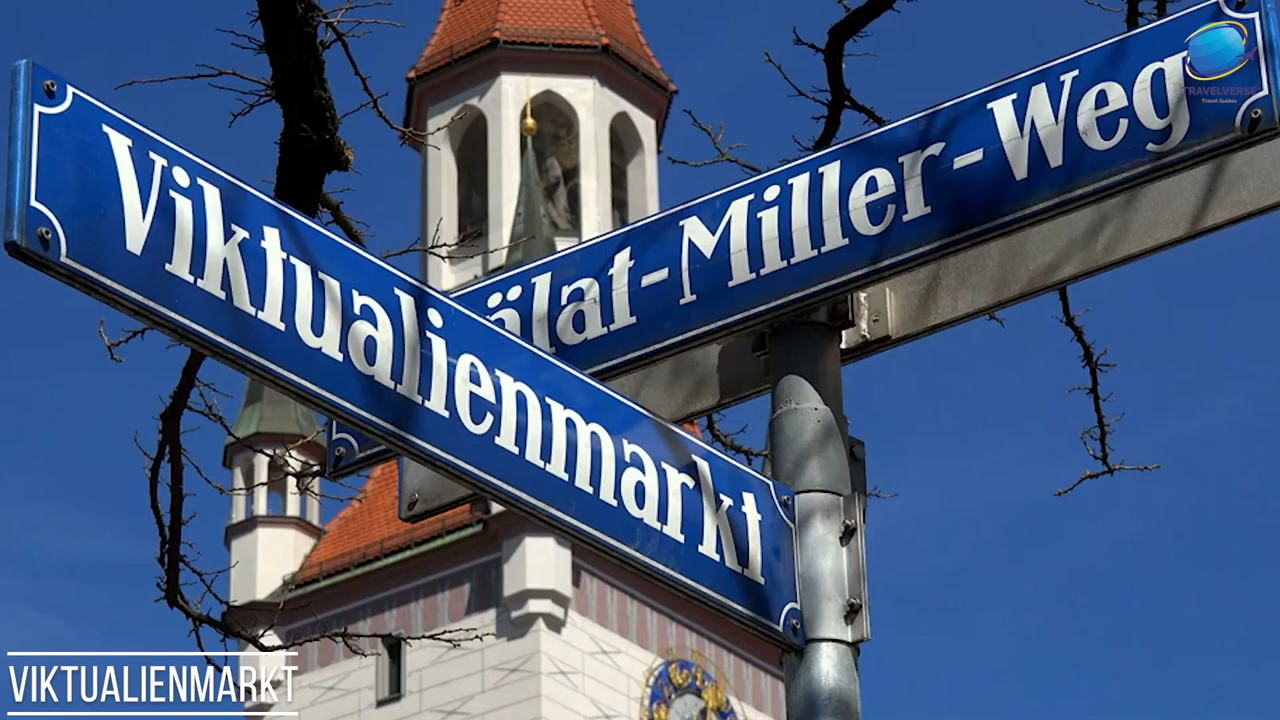 Viktualienmarkt
älat-Miller-Weg
TRAVELVERSE
Travel Guides
VIKTUALIENMARKT